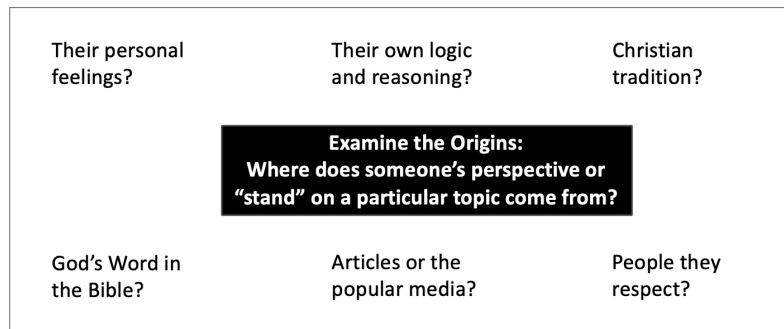 Their personal
feelings?
Their own logic
and reasoning?
Christian
tradition?
Examine the Origins:
Where does someone’s perspective or
“stand” on a particular topic come from?
God’s Word in
the Bible?
Articles or the
popular media?
People they
respect?